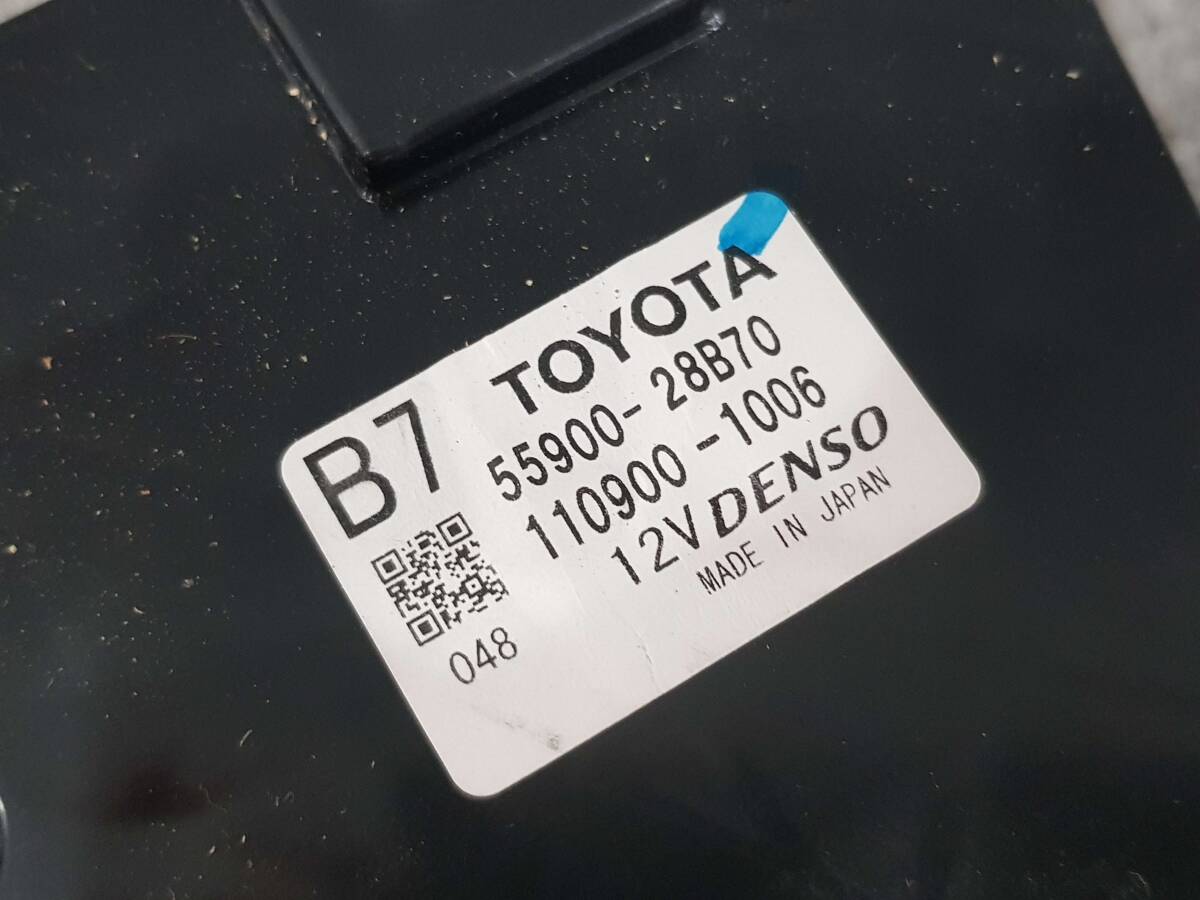 B7
TOYOTA
55900-28B70
110900-1006
12V DENSO
MADE IN JAPAN
048